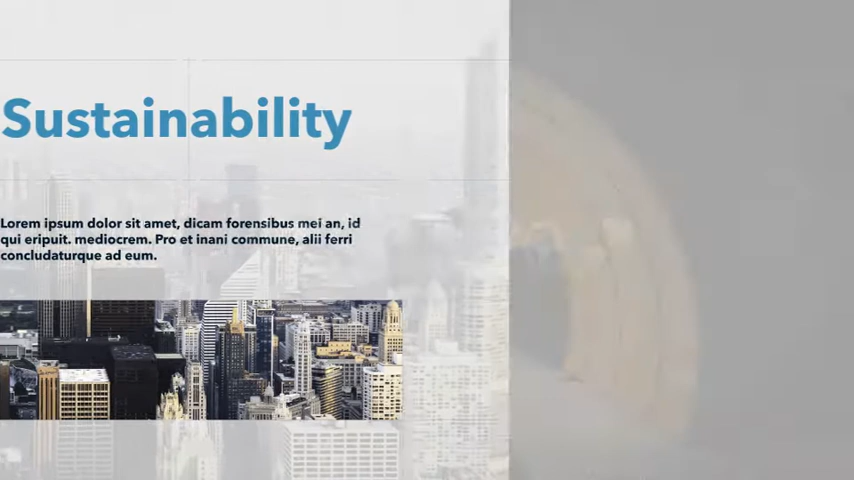 Sustainability
Lorem ipsum dolor sit amet, dicam forensibus mei an, id
qui eripuit. mediocrem. Pro et inani commune, alii ferri
concludaturque ad eum.